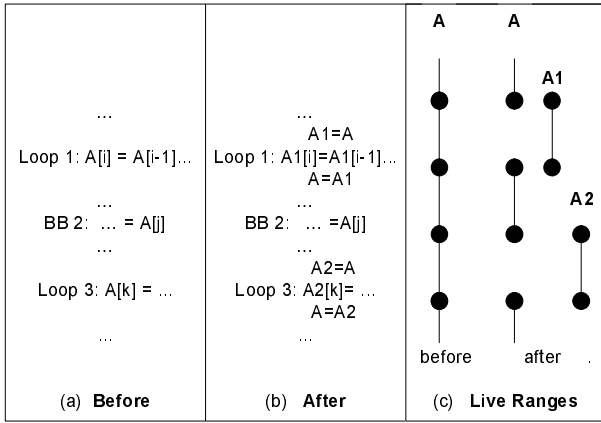 ...
Loop 1: A[i] = A[i-1]...
...
BB 2: ... = A[j]
...
Loop 3: A[k] = ...
...
(a) Before
...
A1=A
Loop 1: A1[i]=A1[i-1]...
A=A1
...
BB 2: ... =A[j]
...
A2=A
Loop 3: A2[k]= ...
A=A2
...
(b) After
A A
A1
A2
before after .
(c) Live Ranges